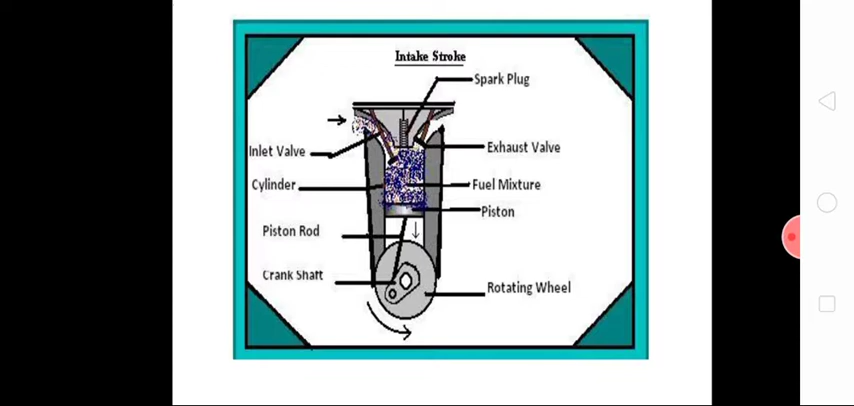 Intake Stroke
Spark Plug
Inlet Valve
Exhaust Valve
Cylinder
Fuel Mixture
Piston
Piston Rod
Crank Shaft
Rotating Wheel